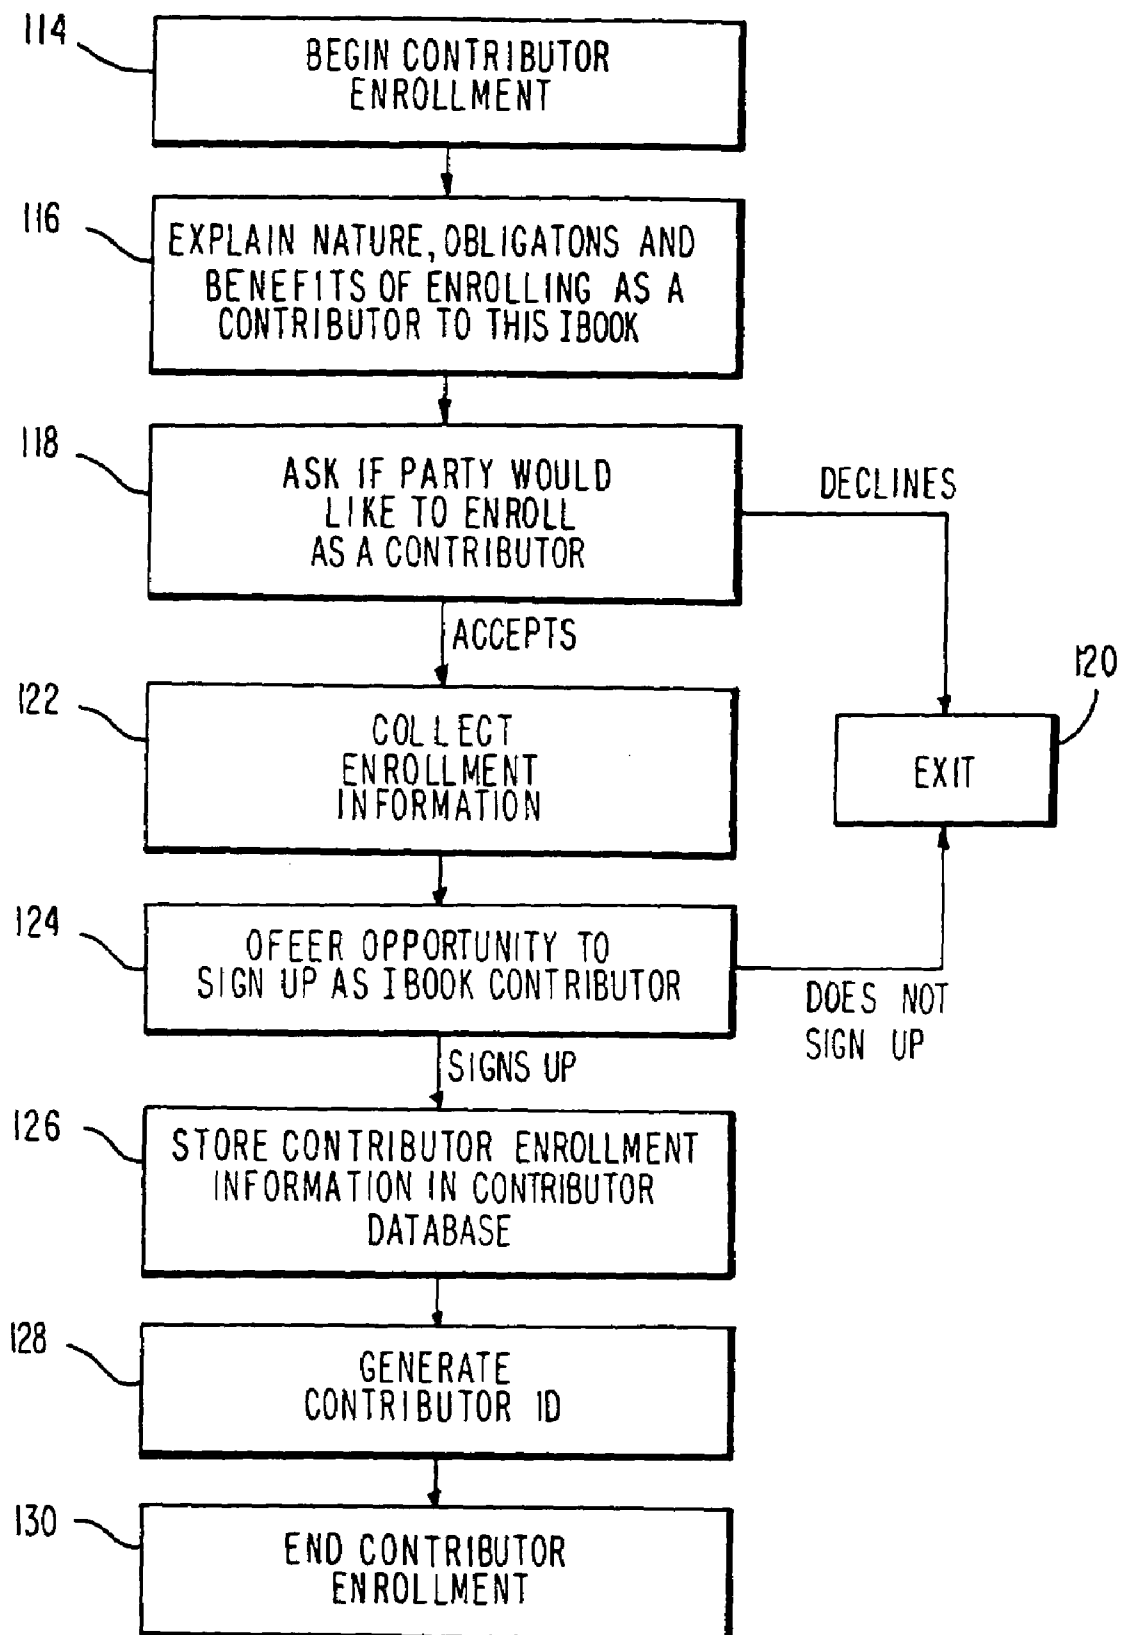 114
BEGIN CONTRIBUTOR
ENROLLMENT
116
EXPLAIN NATURE, OBLIGATONS AND
BENEFITS OF ENROLLING AS A
CONTRIBUTOR TO THIS IBOOK
118
ASK IF PARTY WOULD
LIKE TO ENROLL
AS A CONTRIBUTOR
DECLINES
ACCEPTS
120
EXIT
122
COLLECT
ENROLLMENT
INFORMATION
124
OFEER OPPORTUNITY TO
SIGN UP AS IBOOK CONTRIBUTOR
DOES NOT
SIGN UP
SIGNS UP
126
STORE CONTRIBUTOR ENROLLMENT
INFORMATION IN CONTRIBUTOR
DATABASE
128
GENERATE
CONTRIBUTOR ID
130
END CONTRIBUTOR
ENROLLMENT